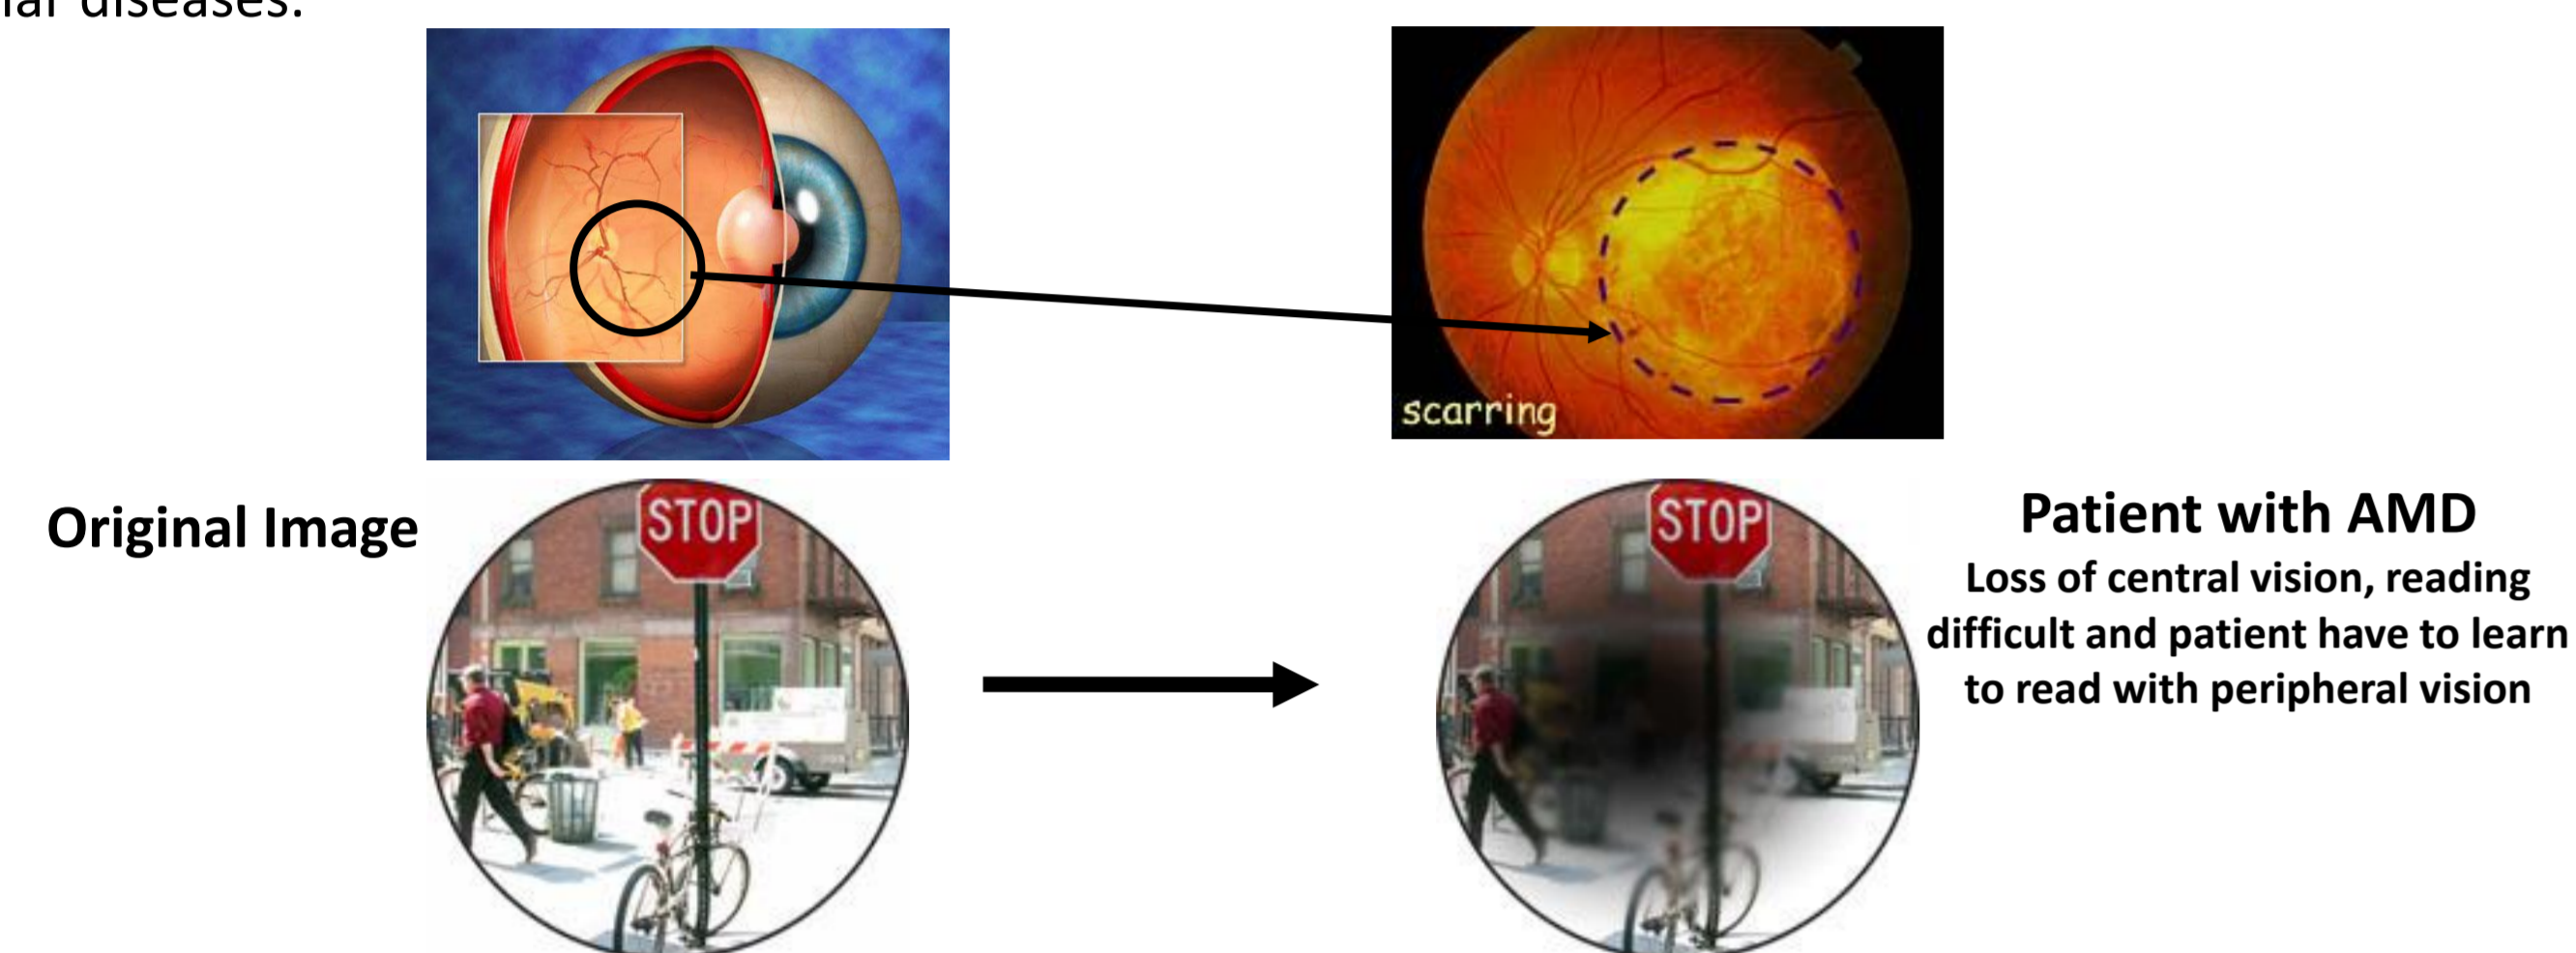 diseases.
scarring
Original Image
STOP
STOP
Patient with AMD
Loss of central vision, reading
difficult and patient have to learn
to read with peripheral vision